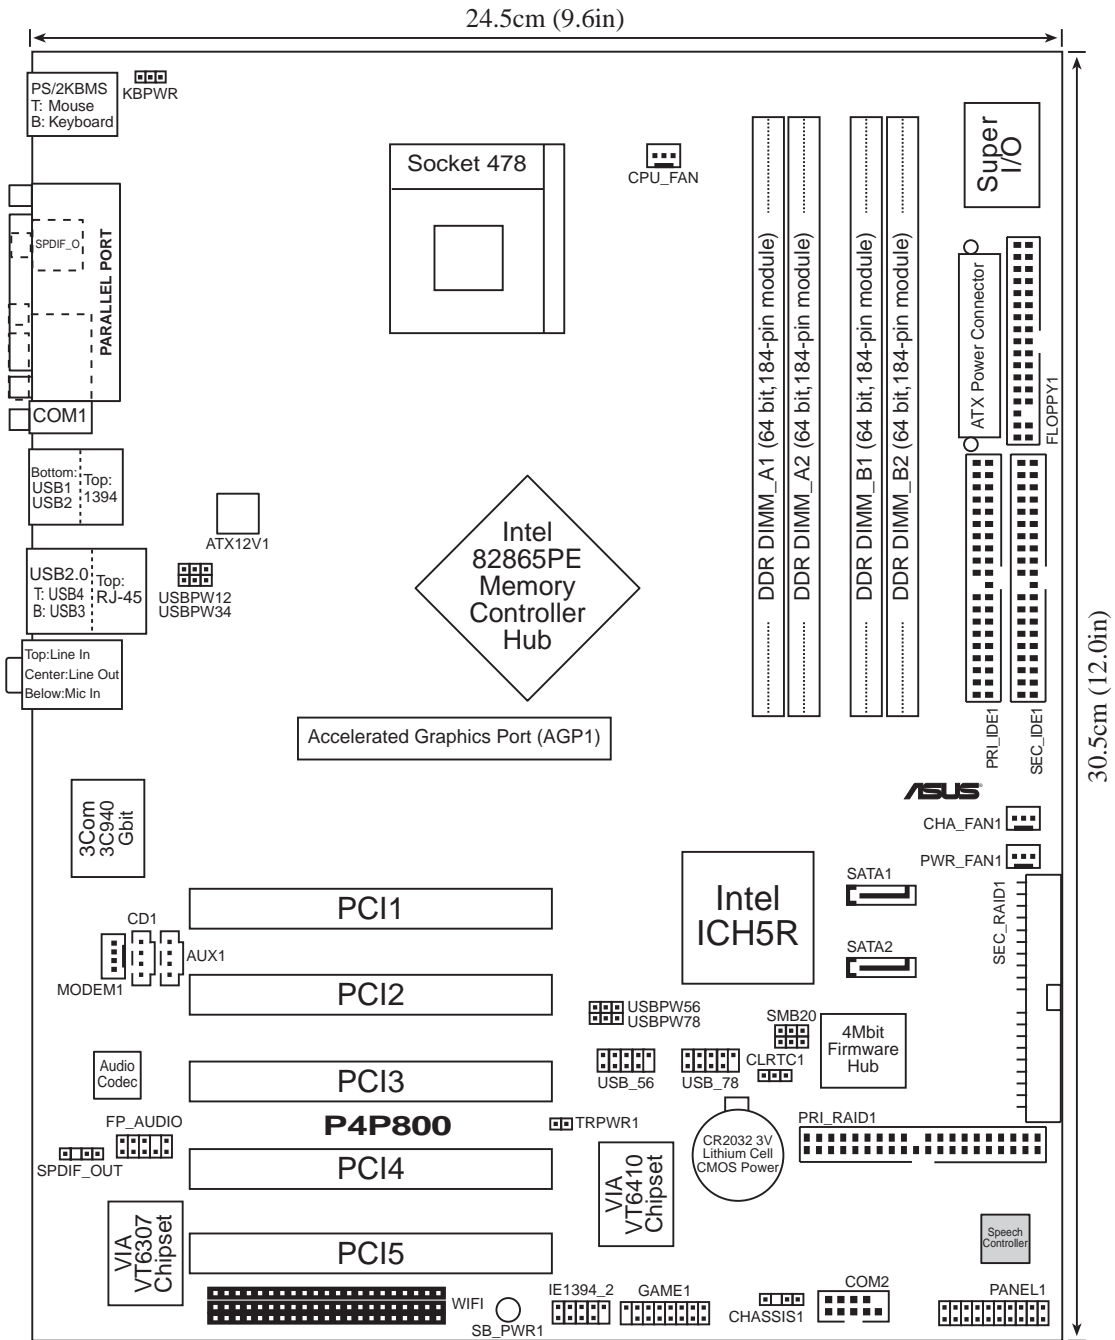 24.5cm (9.6in)
PS/2KBMS
T: Mouse
B: Keyboard
KBPWR
Socket 478
CPU_FAN
Super
I/O
SPDIF_O
PARALLEL PORT
COM1
DDR DIMM_A1 (64 bit,184-pin module)
DDR DIMM_A2 (64 bit,184-pin module)
DDR DIMM_B1 (64 bit,184-pin module)
DDR DIMM_B2 (64 bit,184-pin module)
ATX Power Connector
FLOPPY1
Bottom:
USB1
USB2
Top:
1394
ATX12V1
Intel
82865PE
Memory
Controller
Hub
USB2.0
T: USB4
B: USB3
Top:
RJ-45
USBPW12
USBPW34
Top:Line In
Center:Line Out
Below:Mic In
Accelerated Graphics Port (AGP1)
PRI_IDE1
SEC_IDE1
30.5cm (12.0in)
ASUS
3Com
3C940
Gbit
CHA_FAN1
PWR_FAN1
Intel
ICH5R
SATA1
SATA2
SEC_RAID1
PCI1
CD1
AUX1
MODEM1
PCI2
USBPW56
USBPW78
SMB20
4Mbit
Firmware
Hub
CLRTC1
Audio
Codec
PCI3
USB_56
USB_78
FP_AUDIO
P4P800
TRPWR1
CR2032 3V
Lithium Cell
CMOS Power
PRI_RAID1
SPDIF_OUT
PCI4
VIA
VT6410
Chipset
VIA
VT6307
Chipset
PCI5
Speech
Controller
WIFI
SB_PWR1
IE1394_2
GAME1
CHASSIS1
COM2
PANEL1